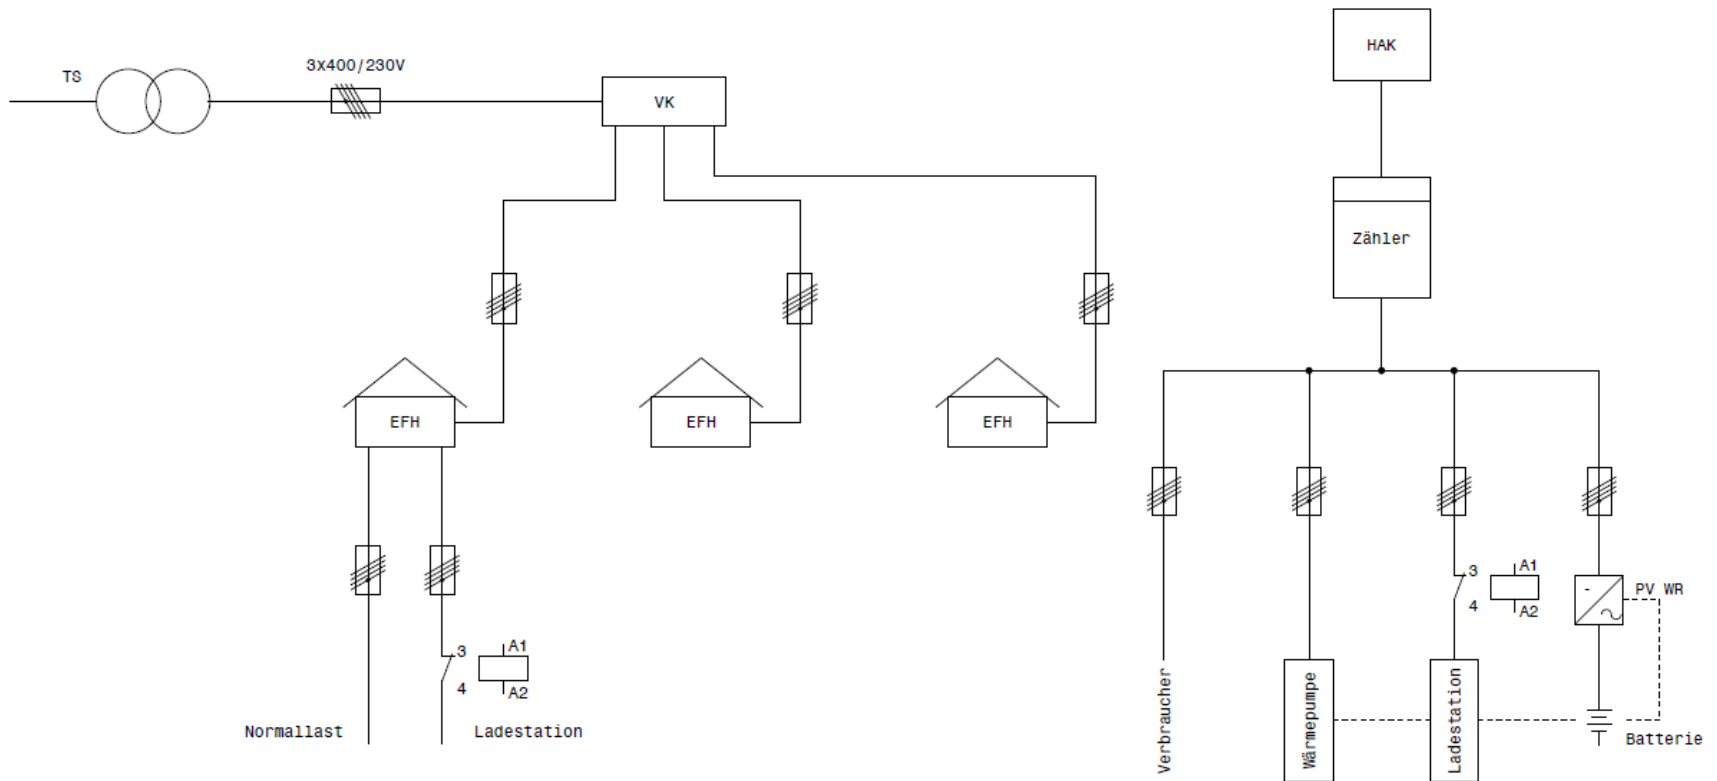 TS
3X400/230V
VK
EFH
EFH
EFH
3
4
A1
A2
Normallast
Ladestation
HAK
Zähler
3
4
A1
A2
-
PV WR
Verbraucher
Wärmepumpe
Ladestation
Batterie